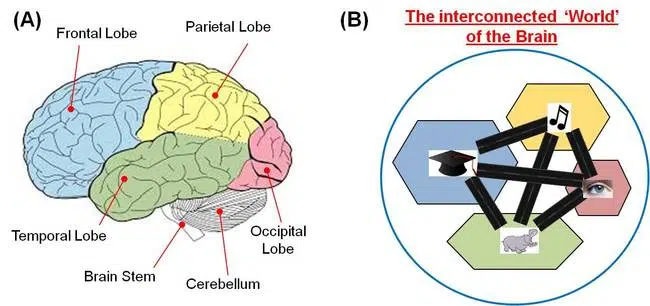 (A)
Frontal Lobe
Parietal Lobe
Temporal Lobe
Brain Stem
Cerebellum
Occipital
Lobe
(B)
The interconnected ‘World’
of the Brain